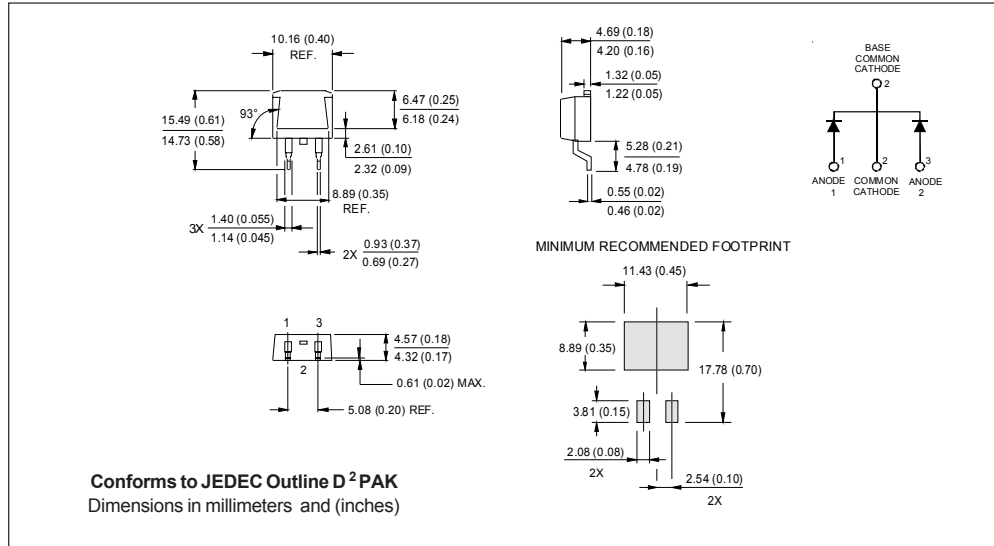 10.16 (0.40)
REF.
93°
15.49 (0.61)
14.73 (0.58)
6.47 (0.25)
6.18 (0.24)
2.61 (0.10)
2.32 (0.09)
8.89 (0.35)
REF.
3X
1.40 (0.055)
1.14 (0.045)
2X
0.93 (0.37)
0.69 (0.27)
4.69 (0.18)
4.20 (0.16)
1.32 (0.05)
1.22 (0.05)
5.28 (0.21)
4.78 (0.19)
0.55 (0.02)
0.46 (0.02)
BASE
COMMON
CATHODE
2
1 2 3
ANODE COMMON ANODE
1 CATHODE 2
1 3
2
4.57 (0.18)
4.32 (0.17)
0.61 (0.02) MAX.
5.08 (0.20) REF.
MINIMUM RECOMMENDED FOOTPRINT
11.43 (0.45)
8.89 (0.35)
17.78 (0.70)
3.81 (0.15)
2.08 (0.08)
2X
2.54 (0.10)
2X
Conforms to JEDEC Outline D²PAK
Dimensions in millimeters and (inches)